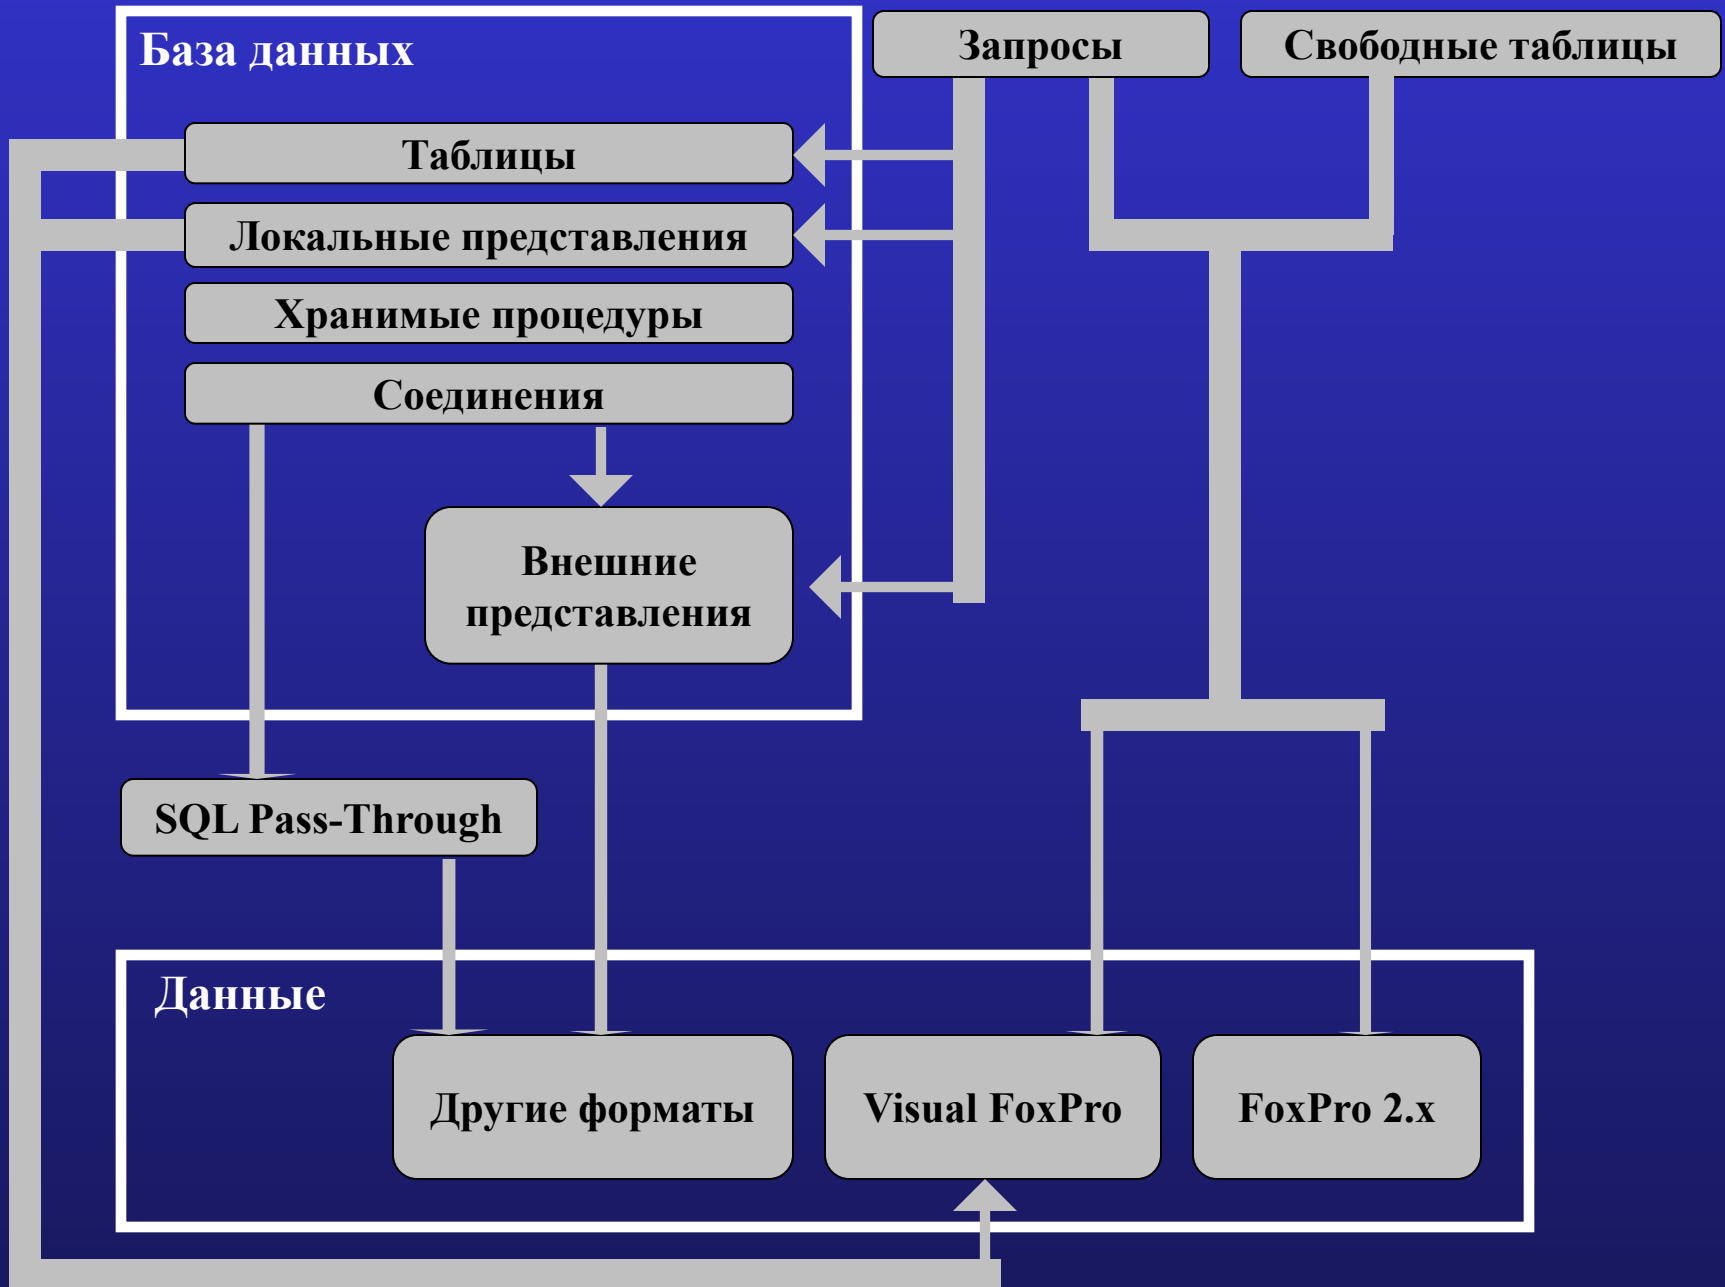 База данных
Запросы
Свободные таблицы
Таблицы
Локальные представления
Хранимые процедуры
Соединения
Внешние
представления
SQL Pass-Through
Данные
Другие форматы
Visual FoxPro
FoxPro 2.x